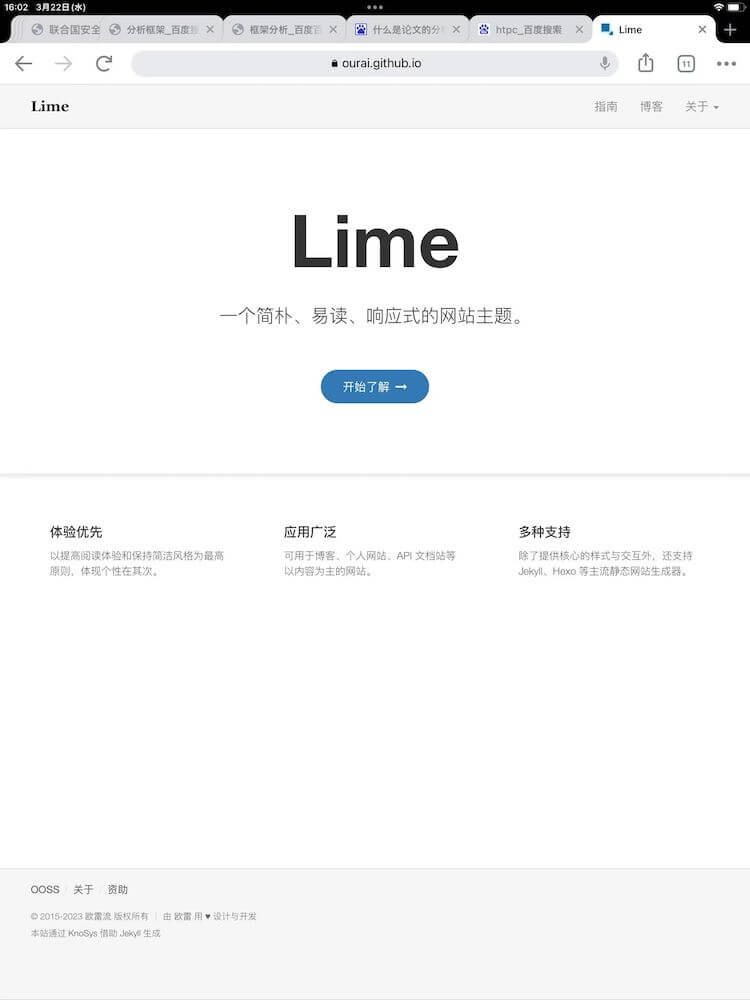 16:02 3月22日(水)
联合国安全
分析框架_百度搜
框架分析_百度百
什么是论文的分析
htpc_百度搜索
Lime
ourai.github.io
11
Lime
指南 博客 关于
Lime
一个简朴、易读、响应式的网站主题。
开始了解 →
体验优先
以提高阅读体验和保持简洁风格为最高
原则,体现个性在其次。
应用广泛
可用于博客、个人网站、API 文档站等
以内容为主的网站。
多种支持
除了提供核心的样式与交互外,还支持
Jekyll、Hexo 等主流静态网站生成器。
OOSS / 关于 / 资助
© 2015-2023 欧雷流 版权所有 | 由 欧雷 用 ♥ 设计与开发
本站通过 KnoSys 借助 Jekyll 生成